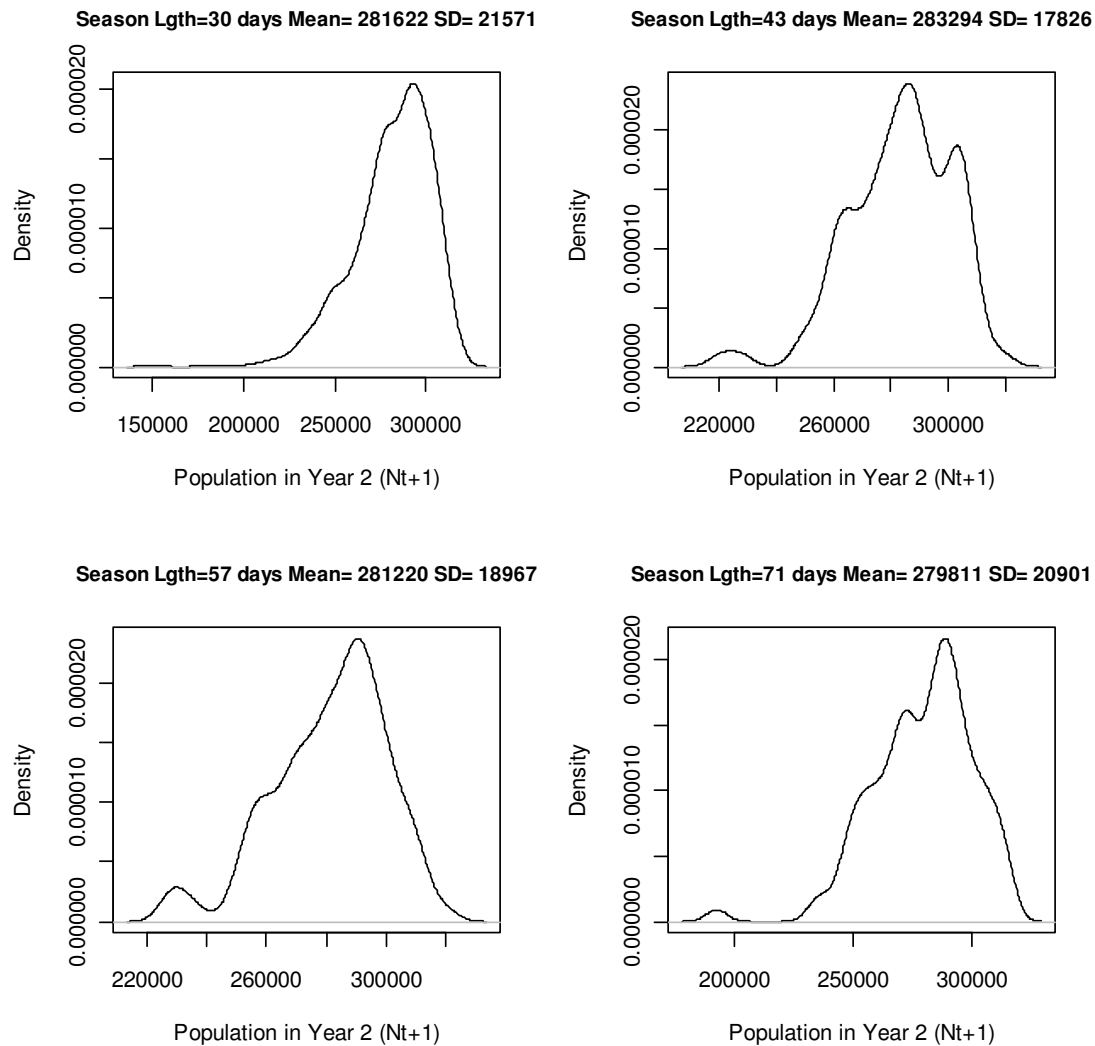 Season Lgth=30 days Mean= 281622 SD= 21571
Density
0.000000 0.000010 0.000020
150000 200000 250000 300000
Population in Year 2 (Nt+1)
Season Lgth=43 days Mean= 283294 SD= 17826
Density
0.000000 0.000010 0.000020
220000 260000 300000
Population in Year 2 (Nt+1)
Season Lgth=57 days Mean= 281220 SD= 18967
Density
0.000000 0.000010 0.000020
220000 260000 300000
Population in Year 2 (Nt+1)
Season Lgth=71 days Mean= 279811 SD= 20901
Density
0.000000 0.000010 0.000020
200000 250000 300000
Population in Year 2 (Nt+1)